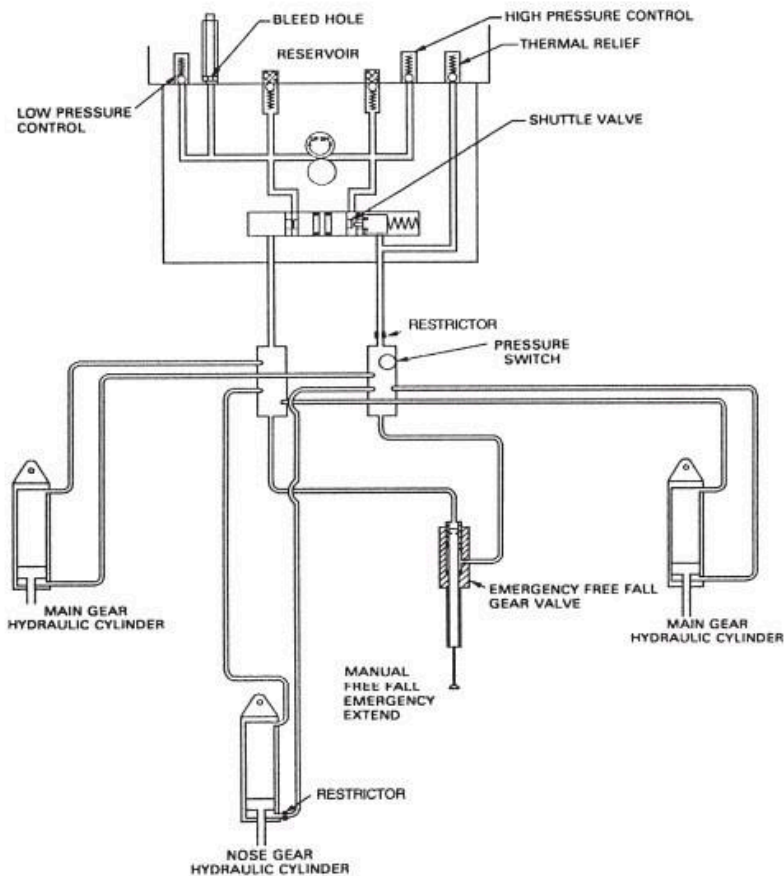 BLEED HOLE
HIGH PRESSURE CONTROL
THERMAL RELIEF
RESERVOIR
LOW PRESSURE
CONTROL
SHUTTLE VALVE
RESTRICTOR
PRESSURE
SWITCH
EMERGENCY FREE FALL
GEAR VALVE
MAIN GEAR
HYDRAULIC CYLINDER
MAIN GEAR
HYDRAULIC CYLINDER
MANUAL
FREE FALL
EMERGENCY
EXTEND
RESTRICTOR
NOSE GEAR
HYDRAULIC CYLINDER